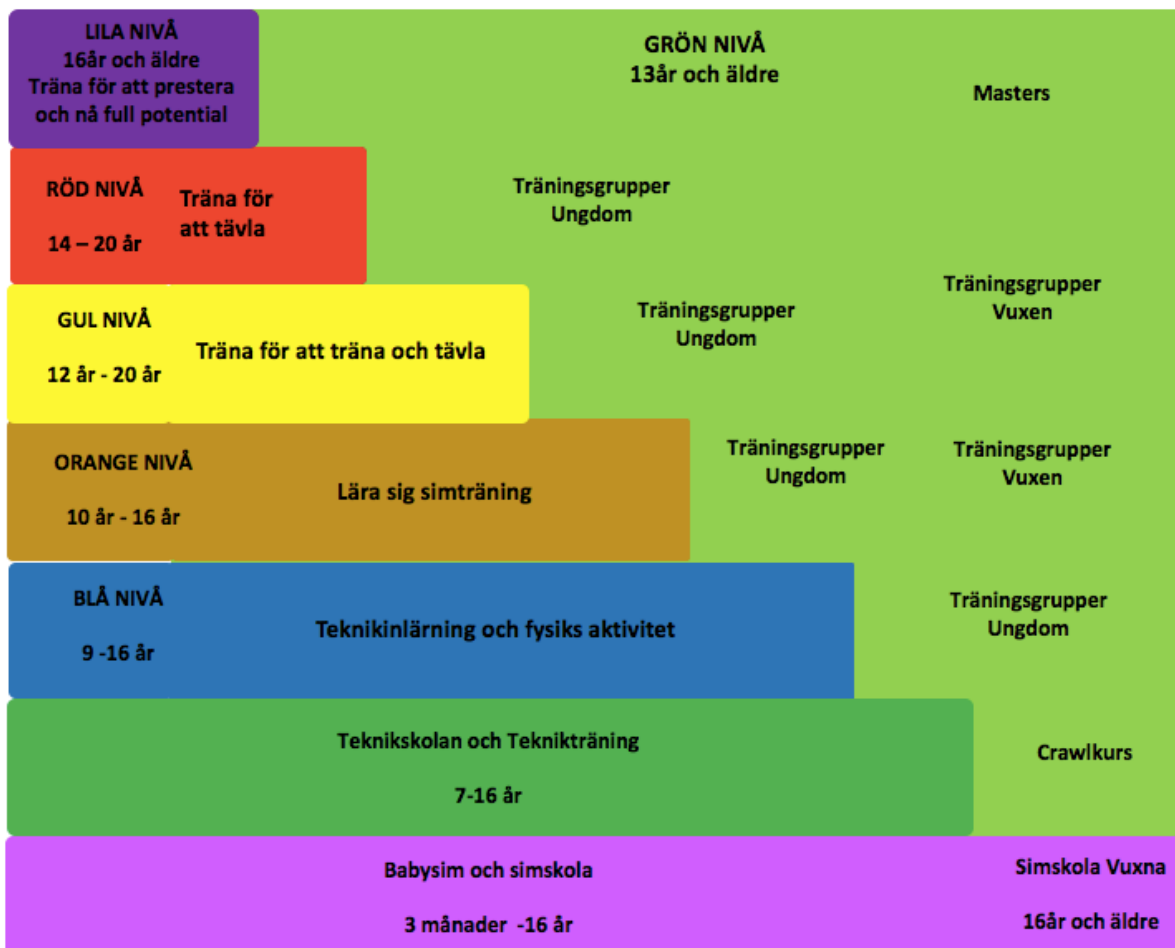 LILA NIVÅ
16år och äldre
Träna för att prestera
och nå full potential
GRÖN NIVÅ
13år och äldre
Masters
RÖD NIVÅ
14 – 20 år
Träna för
att tävla
Träningsgrupper
Ungdom
GUL NIVÅ
12 år - 20 år
Träna för att träna och tävla
Träningsgrupper
Ungdom
Träningsgrupper
Vuxen
ORANGE NIVÅ
10 år - 16 år
Lära sig simträning
Träningsgrupper
Ungdom
Träningsgrupper
Vuxen
BLÅ NIVÅ
9 -16 år
Teknikinlärning och fysiks aktivitet
Träningsgrupper
Ungdom
Teknikskolan och Teknikträning
7-16 år
Crawlkurs
Babysim och simskola
3 månader -16 år
Simskola Vuxna
16år och äldre